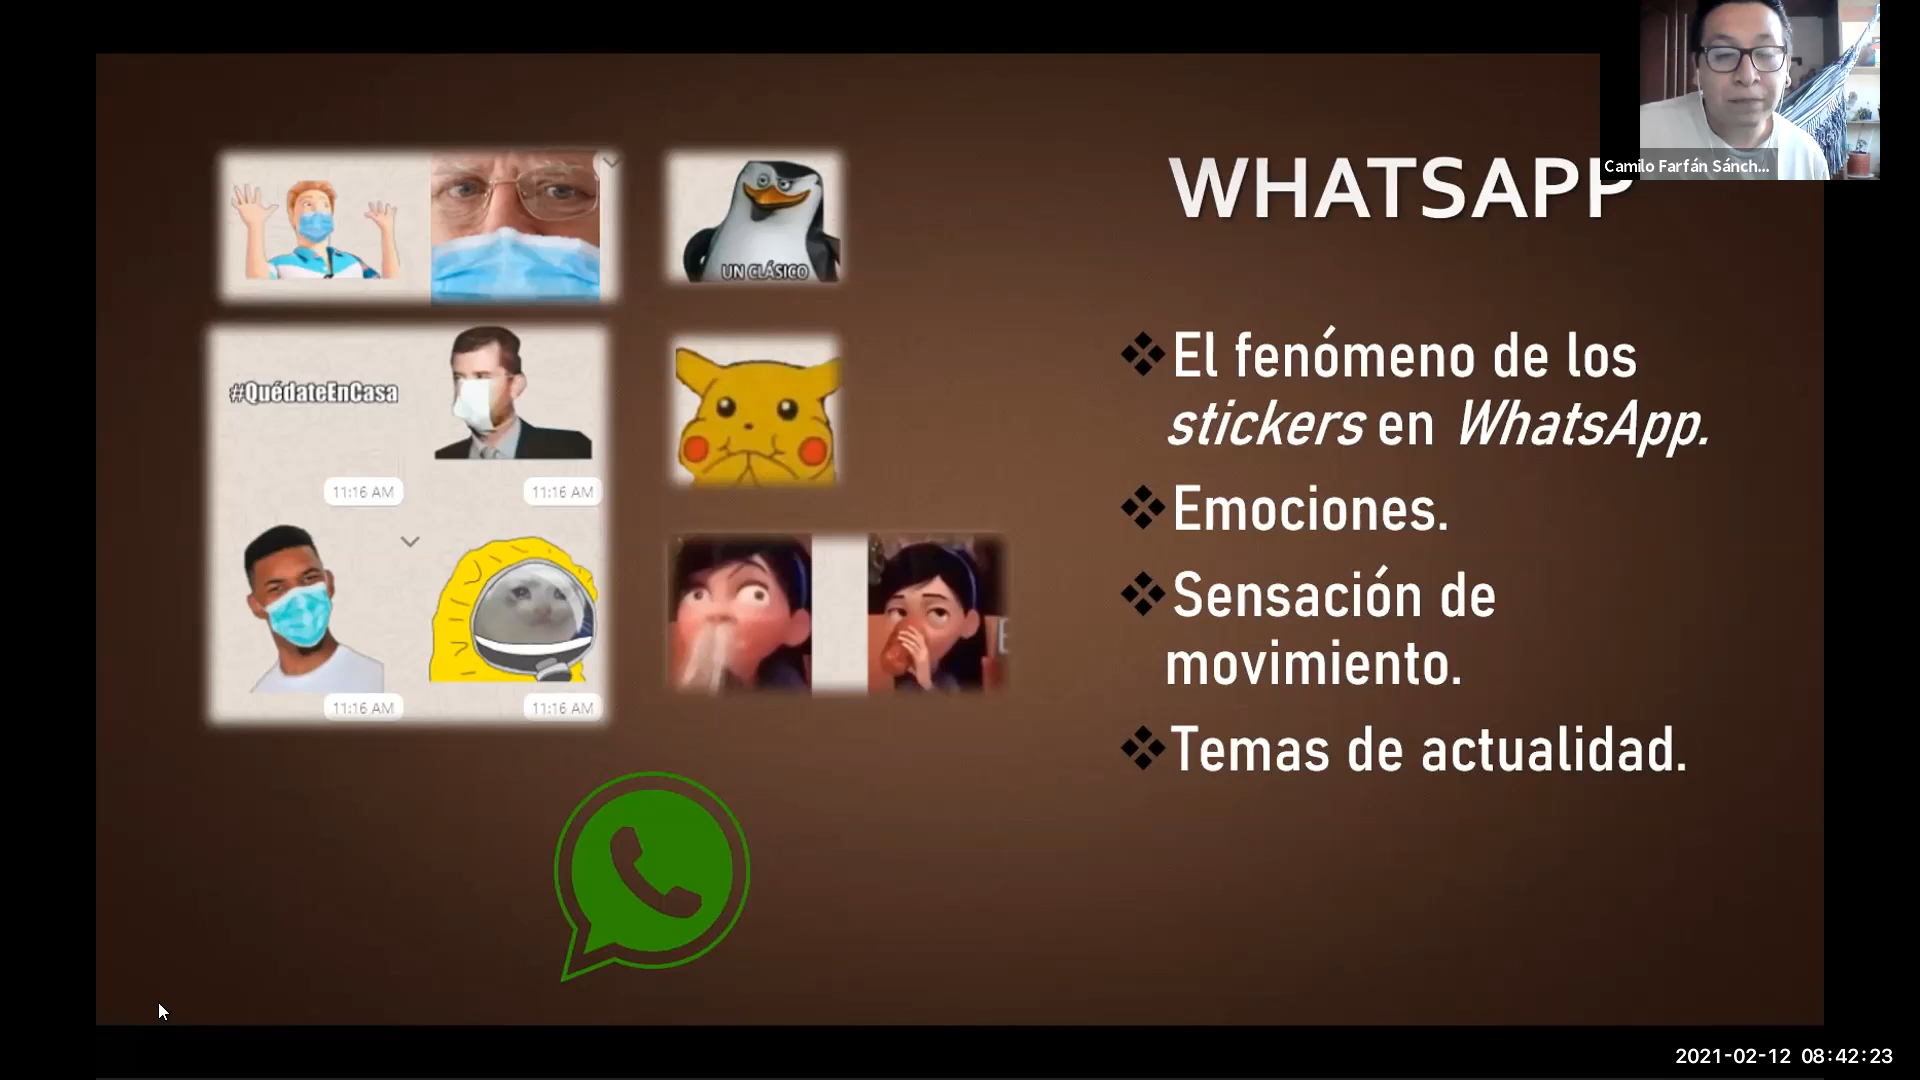 Camilo Farfán Sánch...
WHATSAPP
UN CLÁSICO
#QuédateEnCasa
11:16 AM
11:16 AM
11:16 AM
11:16 AM
❖El fenómeno de los
stickers en WhatsApp.
❖Emociones.
❖Sensación de
movimiento.
❖Temas de actualidad.
2021-02-12 08:42:23